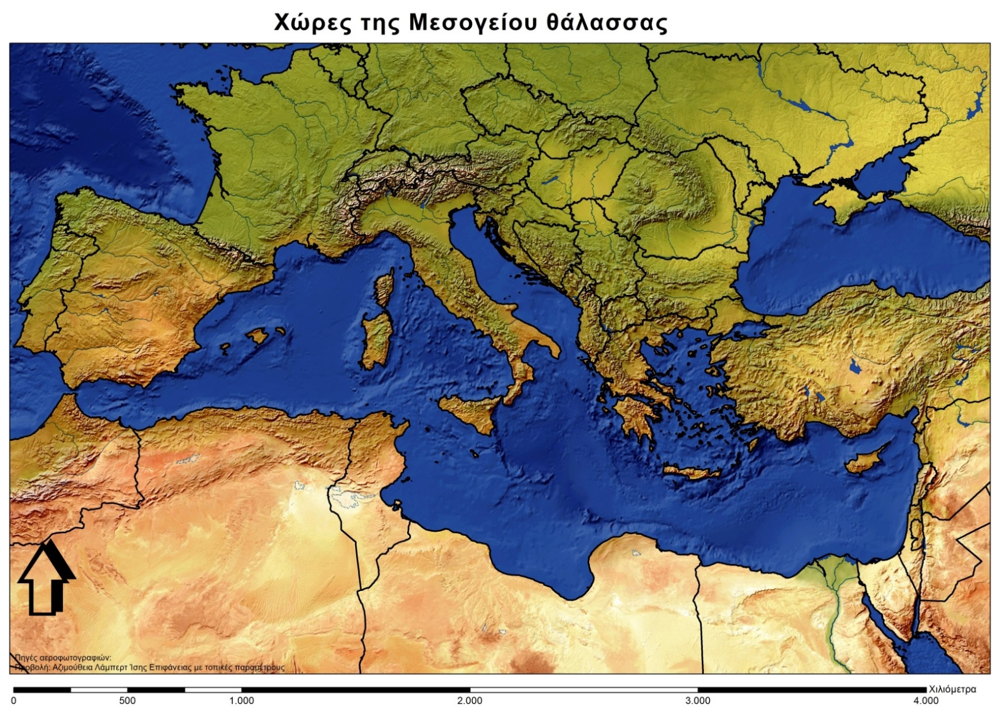 Χώρες της Μεσογείου θάλασσας
Πηγές αεροφωτογραφιών:
Προβολή: Αζιμούθεια Λάμπερτ Ίσης Επιφάνειας με τοπικές παραμέτρους
Χιλιόμετρα
0 500 1.000 2.000 3.000 4.000